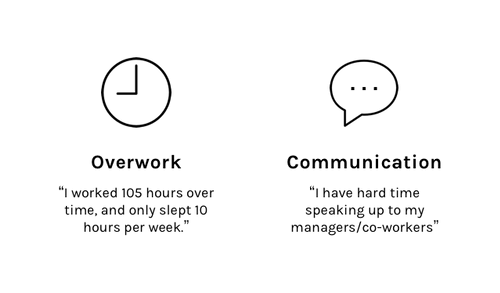 Overwork
“I worked 105 hours over
time, and only slept 10
hours per week.”
Communication
“I have hard time
speaking up to my
managers/co-workers”